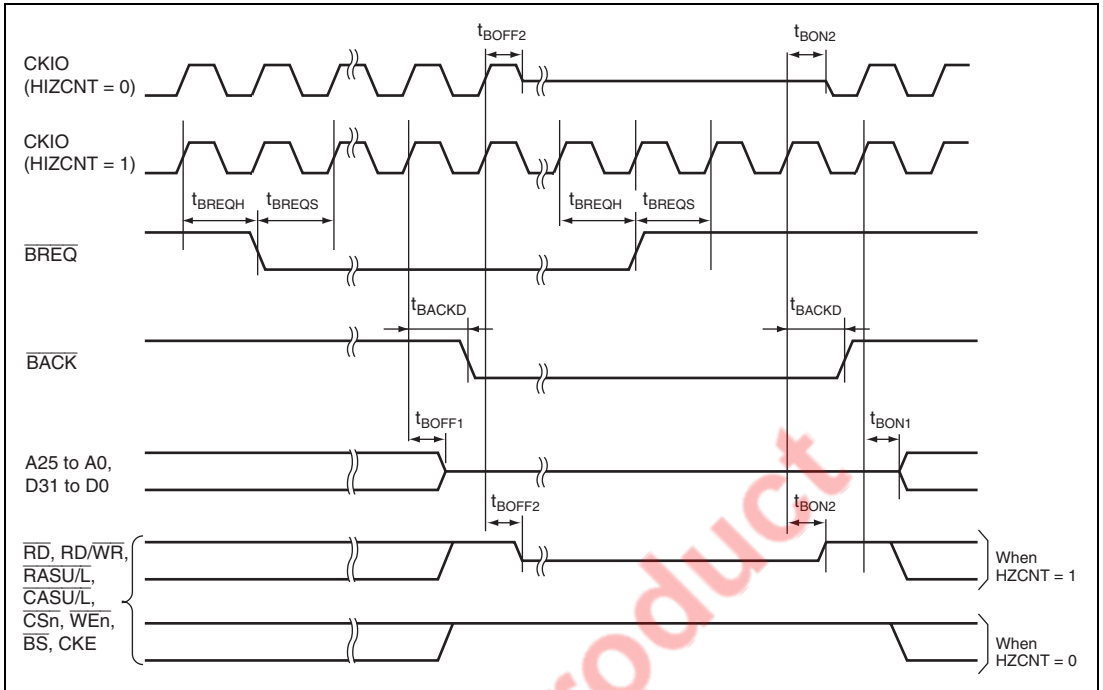 tBOFF2 tBON2
CKIO
(HIZCNT = 0)
CKIO
(HIZCNT = 1)
tBREQH tBREQS tBREQH tBREQS
BREQ
tBACKD tBACKD
BACK
tBOFF1 tBON1
A25 to A0,
D31 to D0
tBOFF2 tBON2
RD, RD/WR,
RASU/L,
CASU/L,
CSn, WEn,
BS, CKE
When
HZCNT = 1
When
HZCNT = 0
roduct